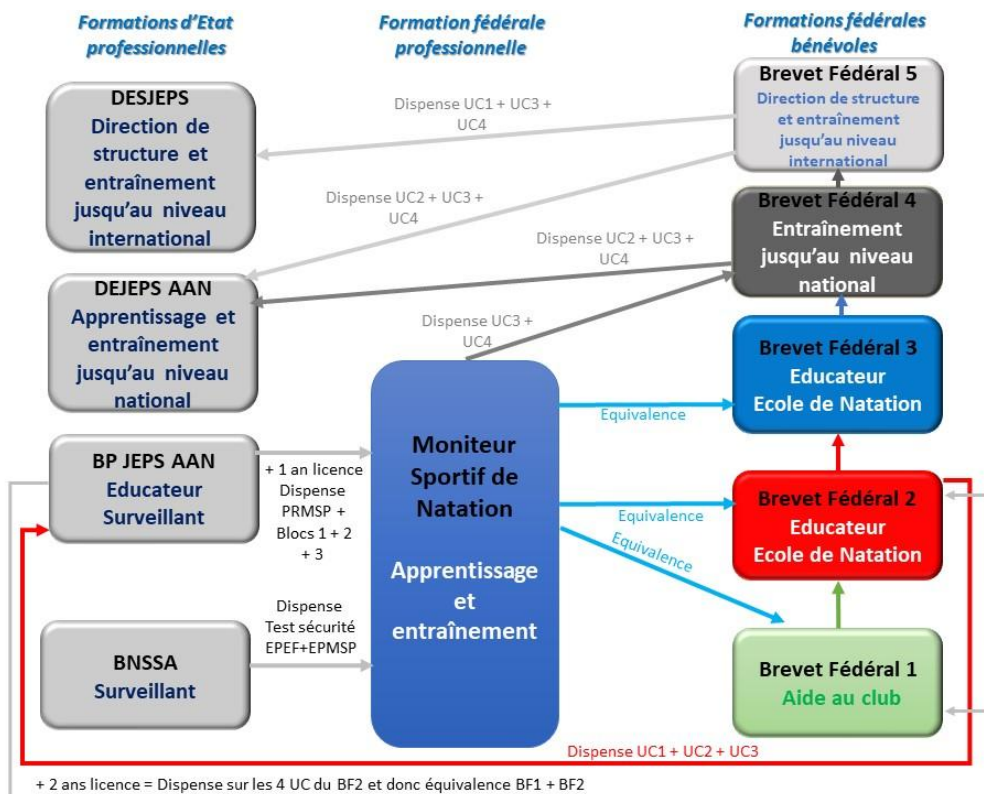 Formations d'Etat
professionnelles
Formation fédérale
professionnelle
Formations fédérales
bénévoles
DESJEPS
Direction de
structure et
entraînement
jusqu'au niveau
international
Dispense UC1 + UC3 +
UC4
Brevet Fédéral 5
Direction de structure
et entraînement
jusqu'au niveau
international
Dispense UC2 + UC3 +
UC4
Brevet Fédéral 4
Entraînement
jusqu'au niveau
national
Dispense UC2 + UC3 +
UC4
DEJEPS AAN
Apprentissage et
entraînement
jusqu'au niveau
national
Dispense UC3 +
UC4
Brevet Fédéral 3
Educateur
Ecole de Natation
Equivalence
Moniteur
Sportif de
Natation
Apprentissage
et
entraînement
BP JEPS AAN
Educateur
Surveillant
+ 1 an licence
Dispense
PRMSP +
Blocs 1 + 2
+ 3
Equivalence
Equivalence
Brevet Fédéral 2
Educateur
Ecole de Natation
BNSSA
Surveillant
Dispense
Test sécurité
EPEF+EPMSP
Brevet Fédéral 1
Aide au club
Dispense UC1 + UC2 + UC3
+ 2 ans licence = Dispense sur les 4 UC du BF2 et donc équivalence BF1 + BF2